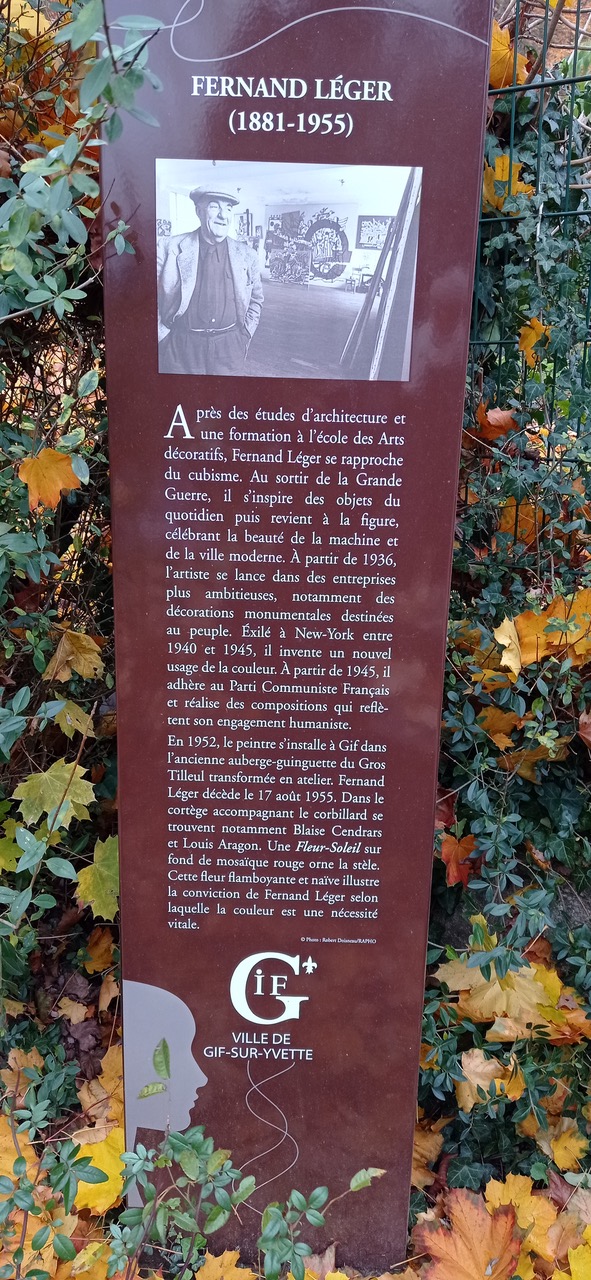 FERNAND LÉGER
(1881-1955)
Après des études d'architecture et
une formation à l'école des Arts
décoratifs, Fernand Léger se rapproche
du cubisme. Au sortir de la Grande
Guerre, il s'inspire des objets du
quotidien puis revient à la figure,
célébrant la beauté de la machine et
de la ville moderne. À partir de 1936,
l'artiste se lance dans des entreprises
plus ambitieuses, notamment des
décorations monumentales destinées
au peuple. Éxilé à New-York entre
1940 et 1945, il invente un nouvel
usage de la couleur. À partir de 1945, il
adhère au Parti Communiste Français
et réalise des compositions qui reflè-
tent son engagement humaniste.
En 1952, le peintre s'installe à Gif dans
l'ancienne auberge-guinguette du Gros
Tilleul transformée en atelier. Fernand
Léger décède le 17 août 1955. Dans le
cortège accompagnant le corbillard se
trouvent notamment Blaise Cendrars
et Louis Aragon. Une Fleur-Soleil sur
fond de mosaïque rouge orne la stèle.
Cette fleur flamboyante et naïve illustre
la conviction de Fernand Léger selon
laquelle la couleur est une nécessité
vitale.
© Photo : Robert Doisneau/RAPHO
GIF
VILLE DE
GIF-SUR-YVETTE